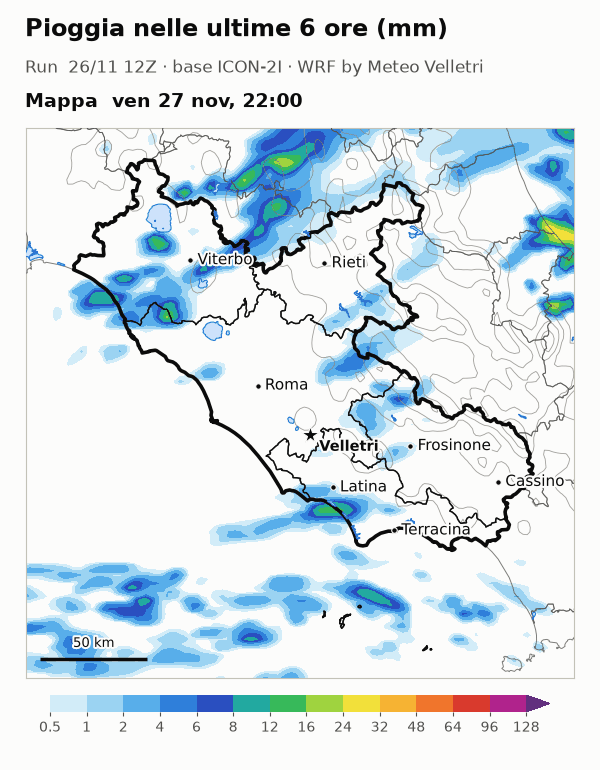 Pioggia nelle ultime 6 ore (mm)
Run  26/11 12Z · base ICON-2I · WRF by Meteo Velletri
Mappa  ven 27 nov, 22:00
Viterbo
Rieti
Roma
Velletri
Frosinone
Latina
Cassino
Terracina
50 km
0.5 1 2 4 6 8 12 16 24 32 48 64 96 128